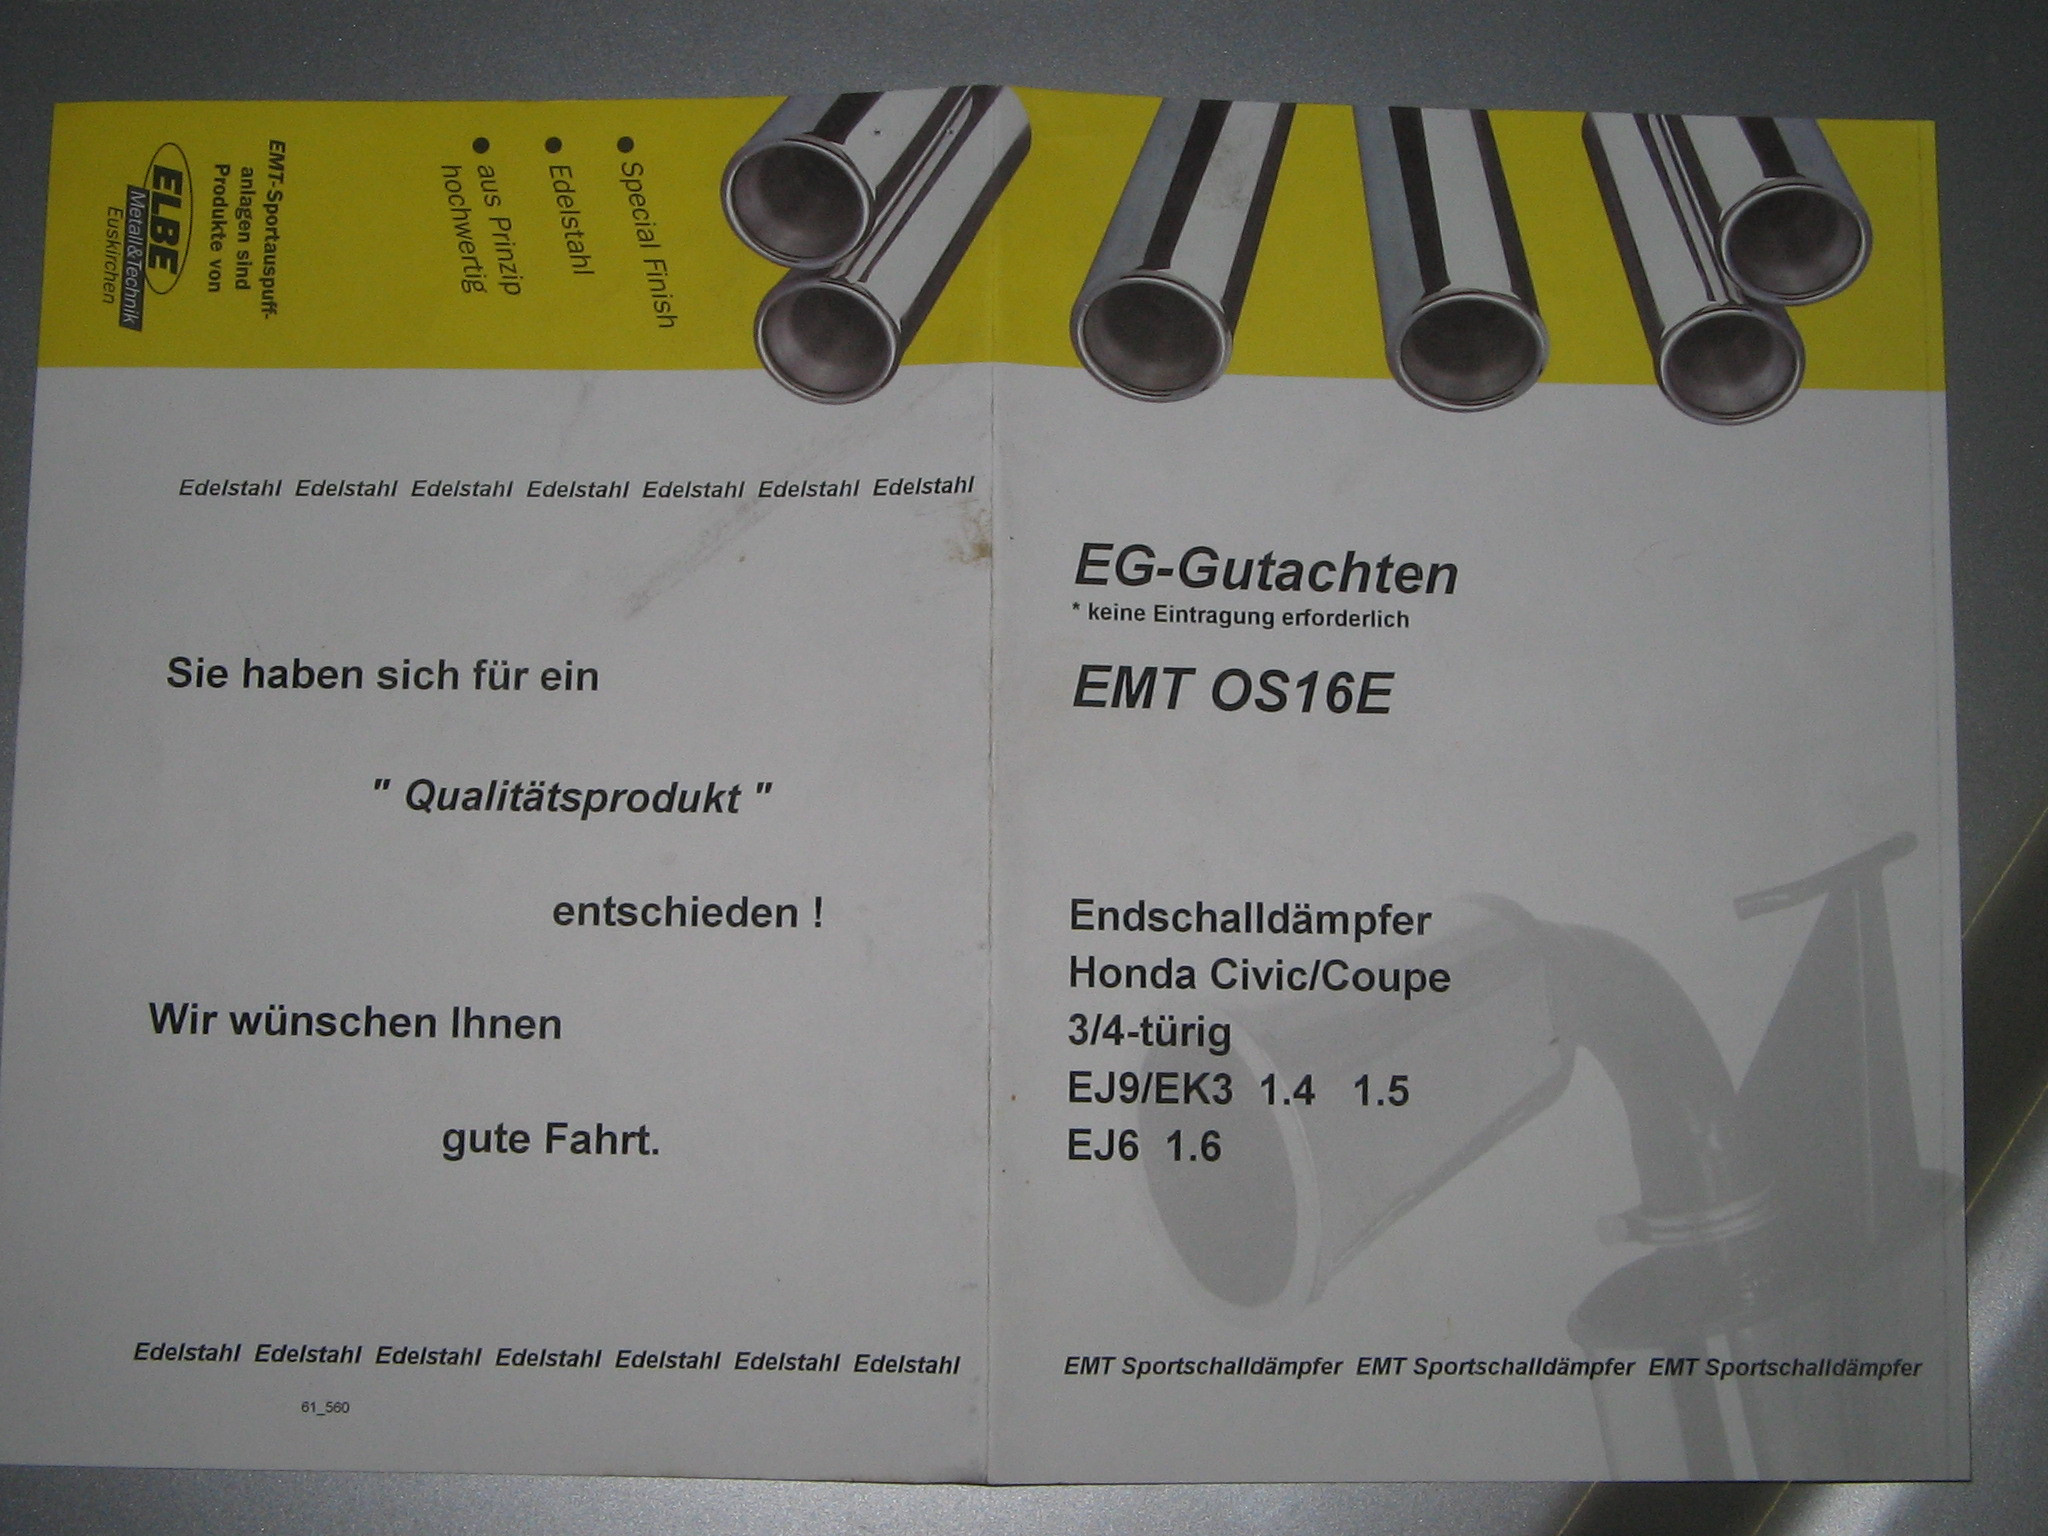 EMT-Sportauspuff-
anlagen sind
Produkte von
ELBE
Metall&Technik
Euskirchen
● Special Finish
● Edelstahl
● aus Prinzip
hochwertig
Edelstahl Edelstahl Edelstahl Edelstahl Edelstahl Edelstahl Edelstahl
Sie haben sich für ein
" Qualitätsprodukt "
entschieden !
Wir wünschen Ihnen
gute Fahrt.
Edelstahl Edelstahl Edelstahl Edelstahl Edelstahl Edelstahl Edelstahl
61_560
EG-Gutachten
* keine Eintragung erforderlich
EMT OS16E
Endschalldämpfer
Honda Civic/Coupe
3/4-türig
EJ9/EK3 1.4 1.5
EJ6 1.6
EMT Sportschalldämpfer EMT Sportschalldämpfer EMT Sportschalldämpfer